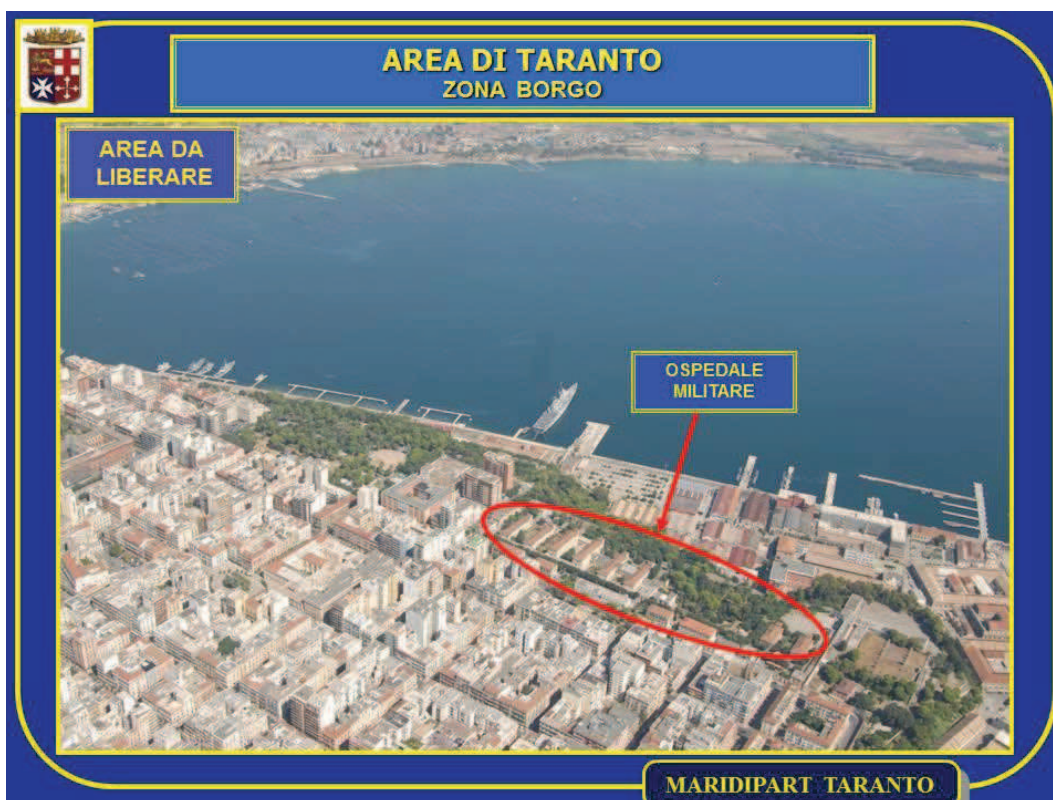 AREA DI TARANTO
ZONA BORGO
AREA DA
LIBERARE
OSPEDALE
MILITARE
MARIDIPART TARANTO